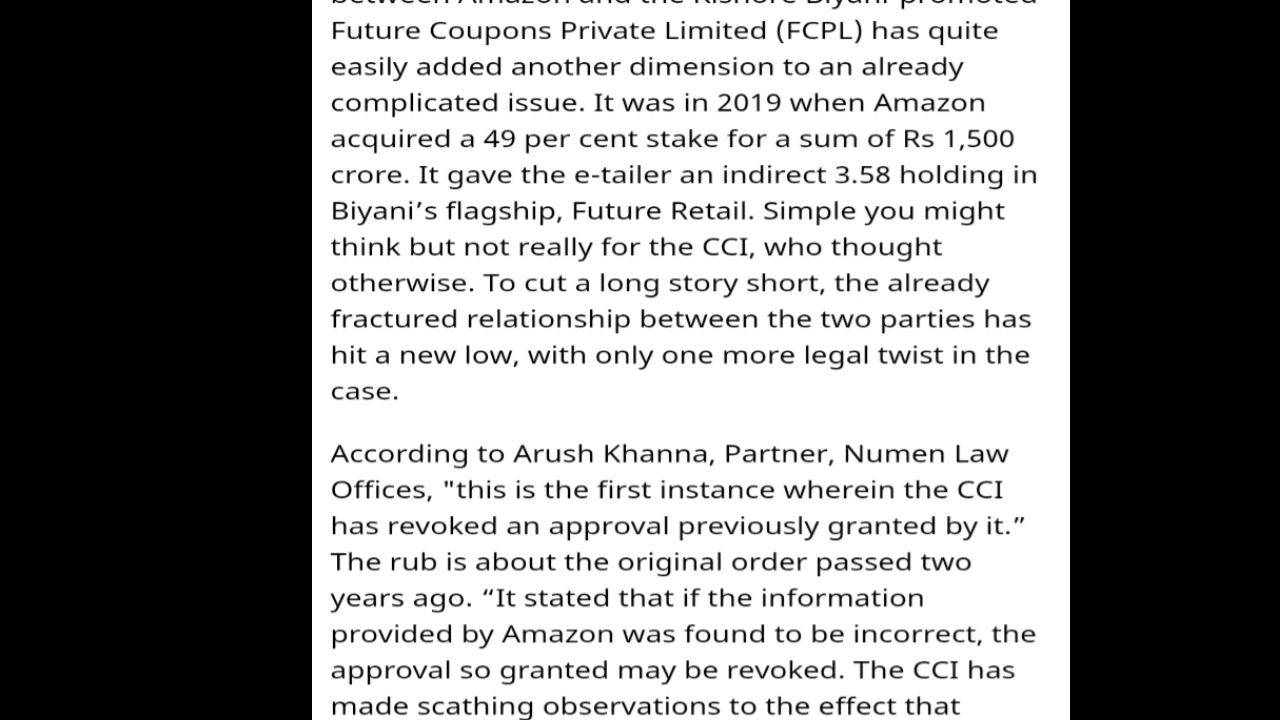 between Amazon and the Kishore Biyani-promoted
Future Coupons Private Limited (FCPL) has quite
easily added another dimension to an already
complicated issue. It was in 2019 when Amazon
acquired a 49 per cent stake for a sum of Rs 1,500
crore. It gave the e-tailer an indirect 3.58 holding in
Biyani’s flagship, Future Retail. Simple you might
think but not really for the CCI, who thought
otherwise. To cut a long story short, the already
fractured relationship between the two parties has
hit a new low, with only one more legal twist in the
case.
According to Arush Khanna, Partner, Numen Law
Offices, "this is the first instance wherein the CCI
has revoked an approval previously granted by it.”
The rub is about the original order passed two
years ago. “It stated that if the information
provided by Amazon was found to be incorrect, the
approval so granted may be revoked. The CCI has
made scathing observations to the effect that